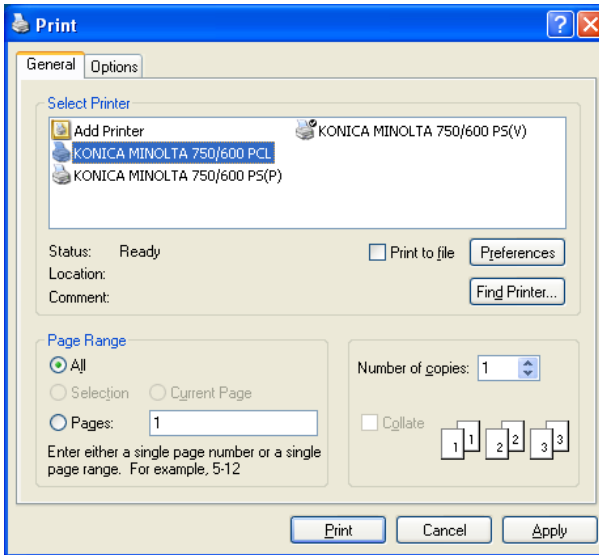 Print
General Options
Select Printer
Add Printer
KONICA MINOLTA 750/600 PS(V)
KONICA MINOLTA 750/600 PCL
KONICA MINOLTA 750/600 PS(P)
Status: Ready
Print to file
Preferences
Location:
Comment:
Find Printer...
Page Range
All
Selection Current Page
Pages: 1
Enter either a single page number or a single
page range. For example, 5-12
Number of copies: 1
Collate
1 1 2 2 3 3
Print Cancel Apply